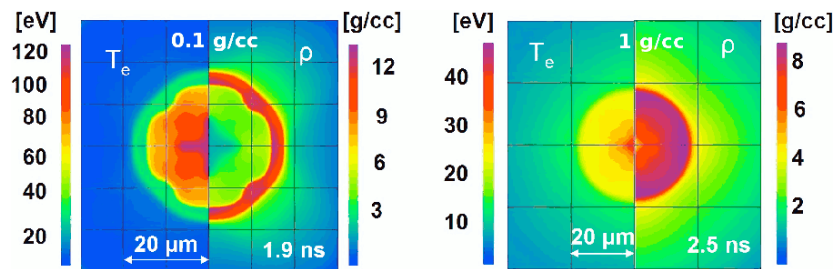 [eV]
120
100
80
60
40
20
Tₑ
0.1 g/cc
ρ
20 µm
1.9 ns
[g/cc]
12
9
6
3
[eV]
40
30
20
10
Tₑ
1 g/cc
ρ
20 µm
2.5 ns
[g/cc]
8
6
4
2